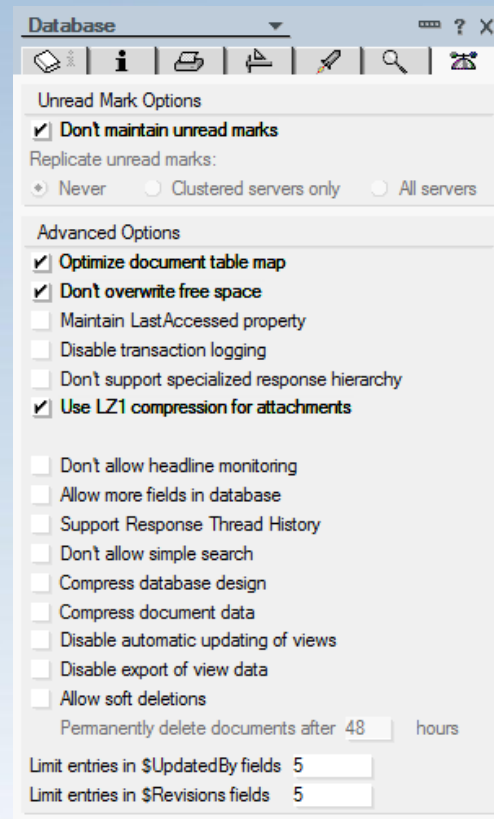 Database ? X
i
Unread Mark Options
Don't maintain unread marks
Replicate unread marks:
Never Clustered servers only All servers
Advanced Options
Optimize document table map
Don't overwrite free space
Maintain LastAccessed property
Disable transaction logging
Don't support specialized response hierarchy
Use LZ1 compression for attachments
Don't allow headline monitoring
Allow more fields in database
Support Response Thread History
Don't allow simple search
Compress database design
Compress document data
Disable automatic updating of views
Disable export of view data
Allow soft deletions
Permanently delete documents after 48 hours
Limit entries in $UpdatedBy fields 5
Limit entries in $Revisions fields 5